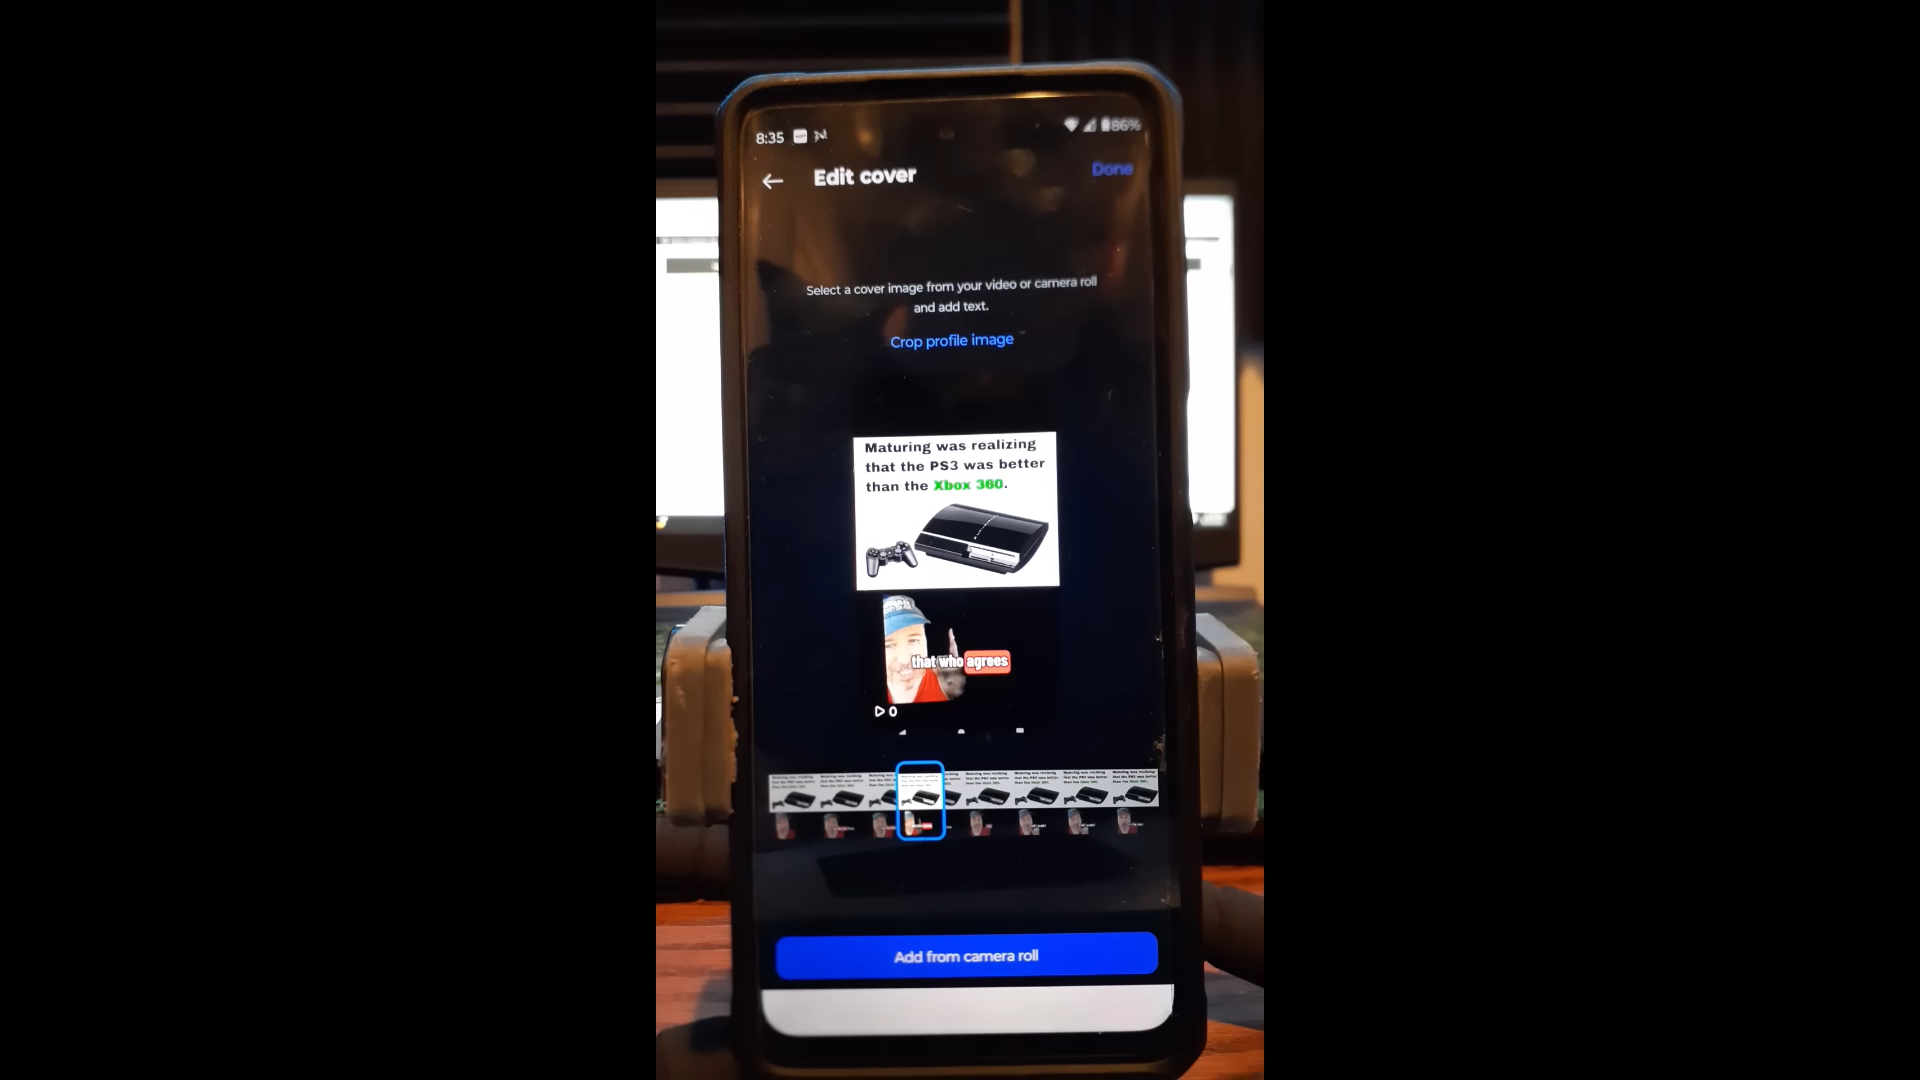 8:35
86%
Edit cover
Done
Select a cover image from your video or camera roll
and add text.
Crop profile image
Maturing was realizing
that the PS3 was better
than the Xbox 360.
that who agrees
0
Add from camera roll